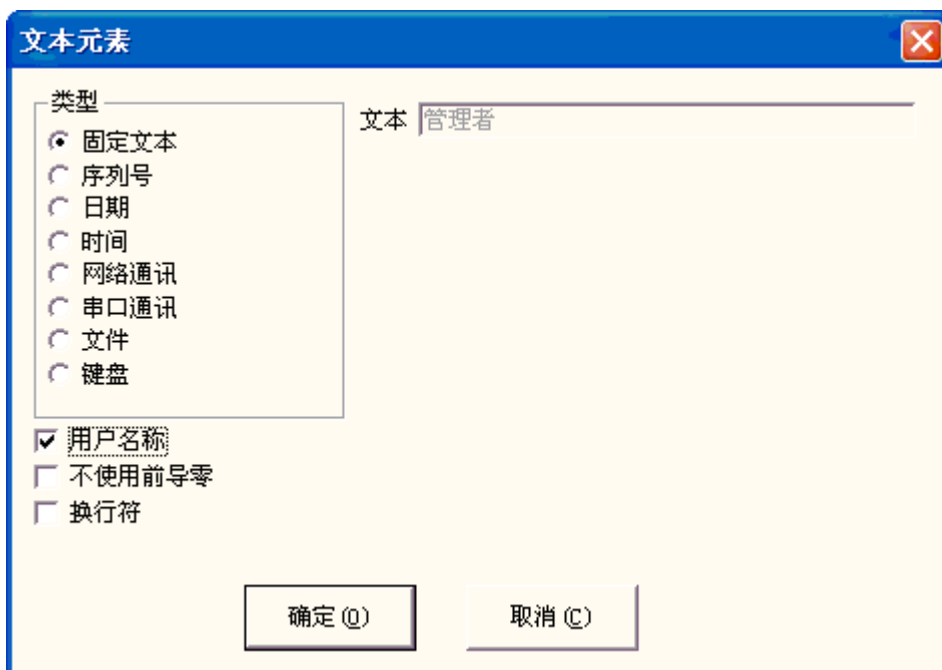 文本元素
类型
固定文本
序列号
日期
时间
网络通讯
串口通讯
文件
键盘
文本 管理者
用户名称
不使用前导零
换行符
确定(O) 取消(C)